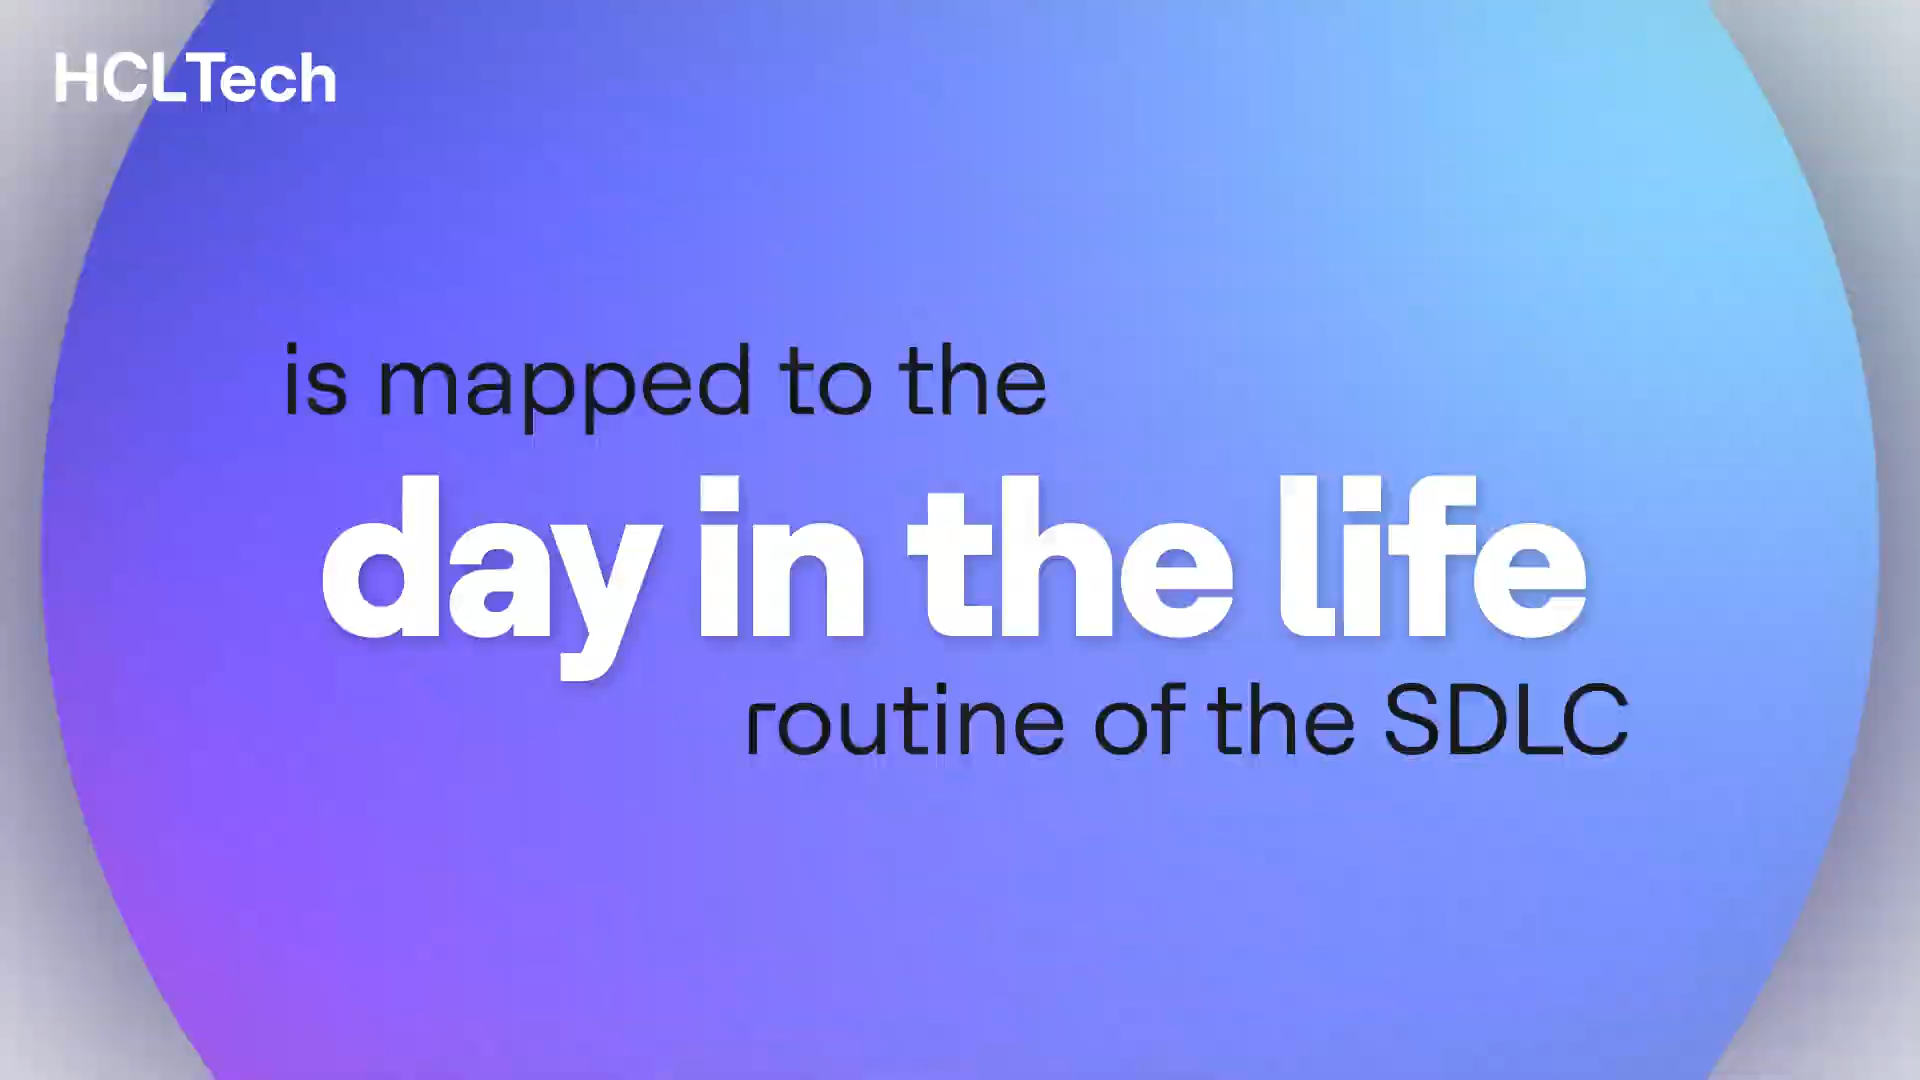 HCLTech
is mapped to the
day in the life
routine of the SDLC